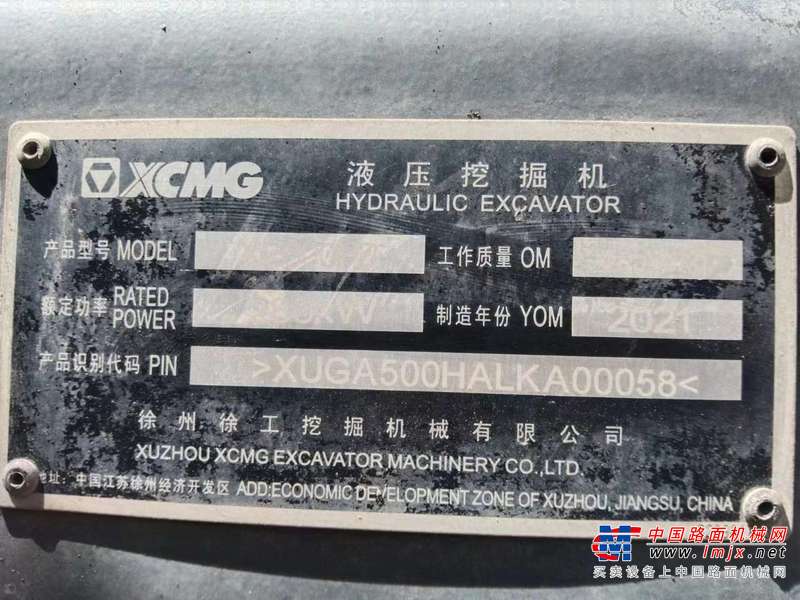 XCMG
液压挖掘机
HYDRAULIC EXCAVATOR
产品型号 MODEL
工作质量 OM
额定功率 RATED POWER
制造年份 YOM 2021
产品识别代码 PIN >XUGA500HALKA00058<
徐州徐工挖掘机械有限公司
XUZHOU XCMG EXCAVATOR MACHINERY CO.,LTD.
地址：中国江苏徐州经济开发区 ADD:ECONOMIC DEVELOPMENT ZONE OF XUZHOU, JIANGSU, CHINA
中国路面机械网
www.lmjx.net
买卖设备上中国路面机械网